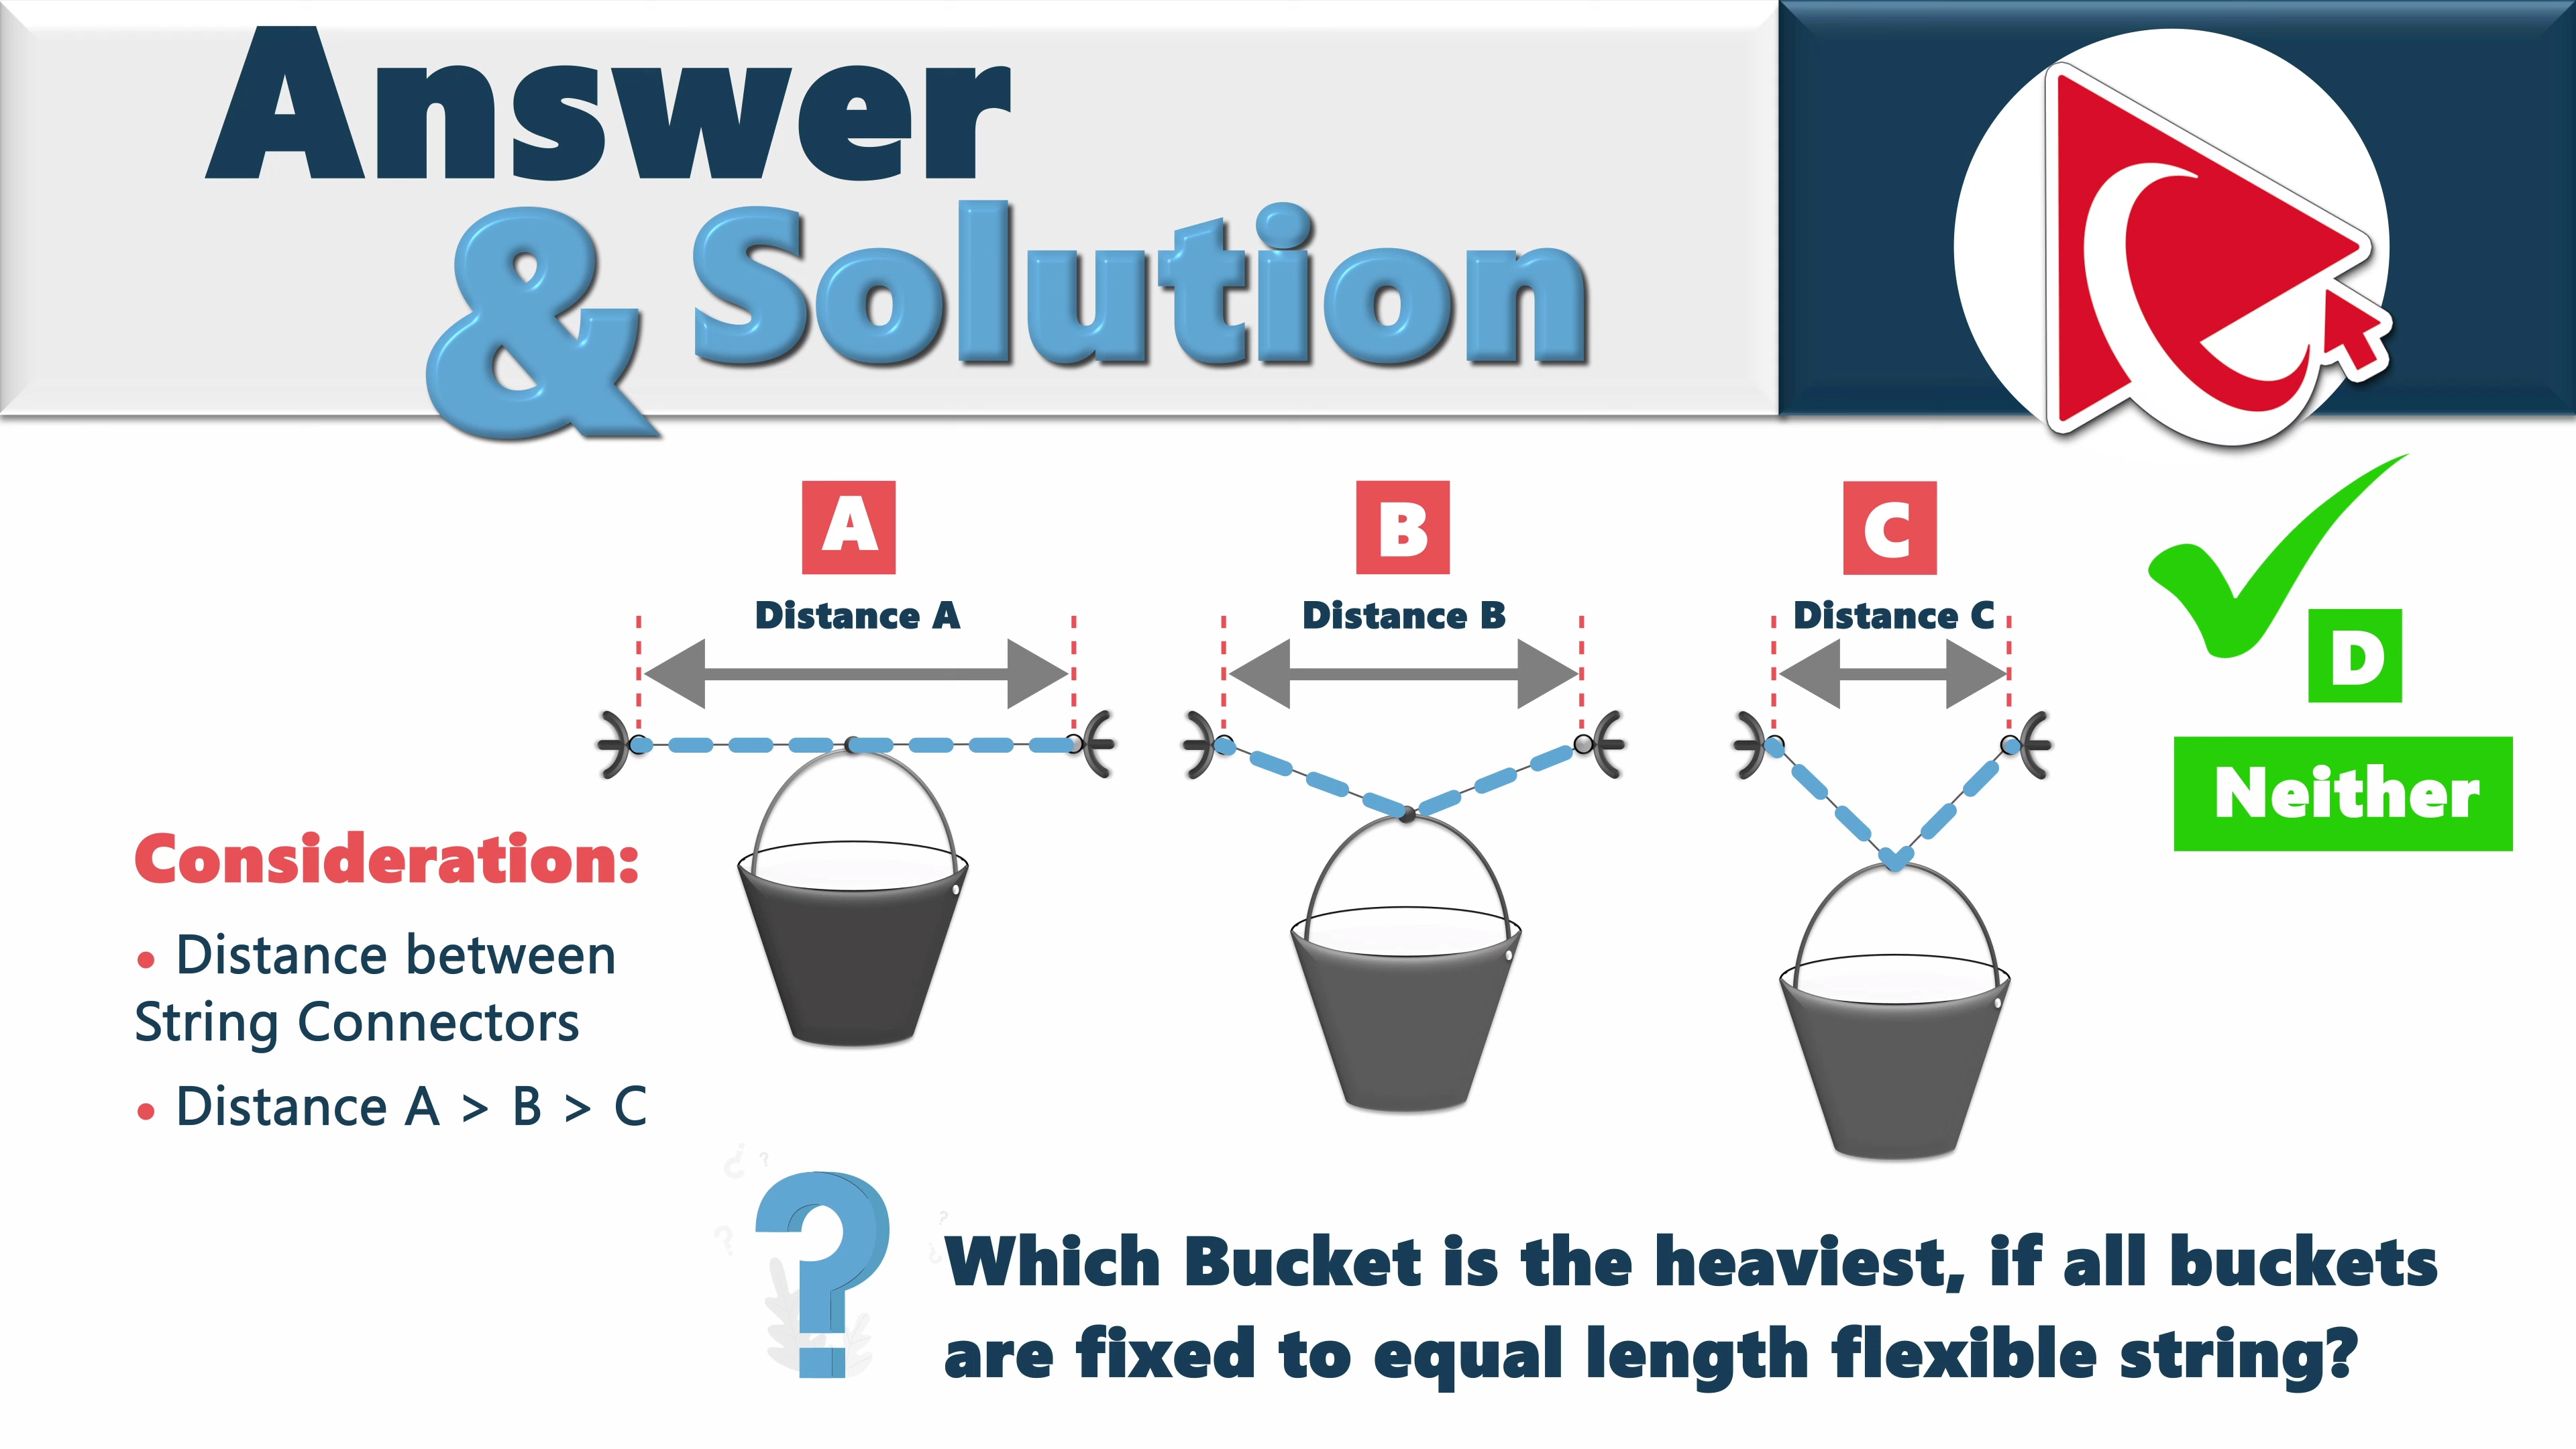 Answer
& Solution
A
B
C
Distance A
Distance B
Distance C
D
Neither
Consideration:
• Distance between
String Connectors
• Distance A > B > C
?
Which Bucket is the heaviest, if all buckets
are fixed to equal length flexible string?